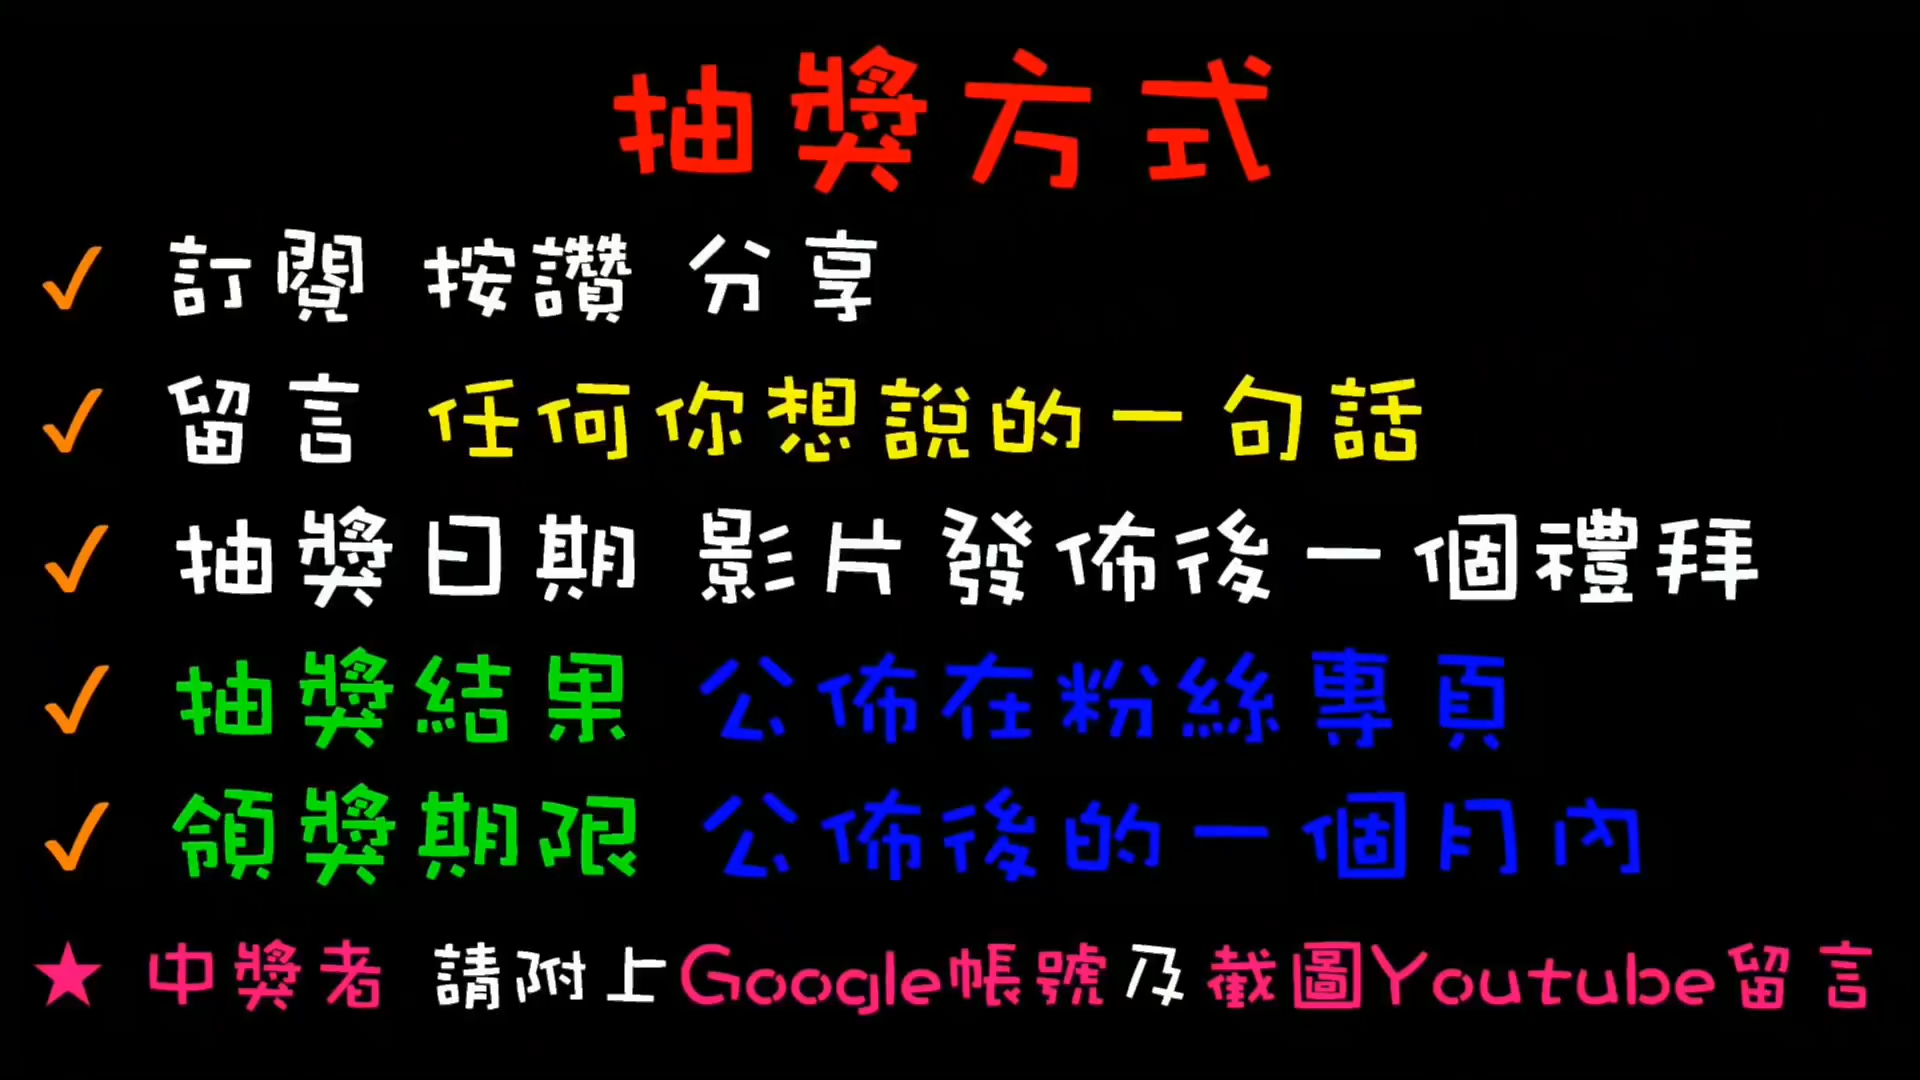 抽獎方式
✓ 訂閱 按讚 分享
✓ 留言 任何你想說的一句話
✓ 抽獎日期 影片發佈後一個禮拜
✓ 抽獎結果 公佈在粉絲專頁
✓ 領獎期限 公佈後的一個月內
★ 中獎者 請附上Google帳號及截圖Youtube留言